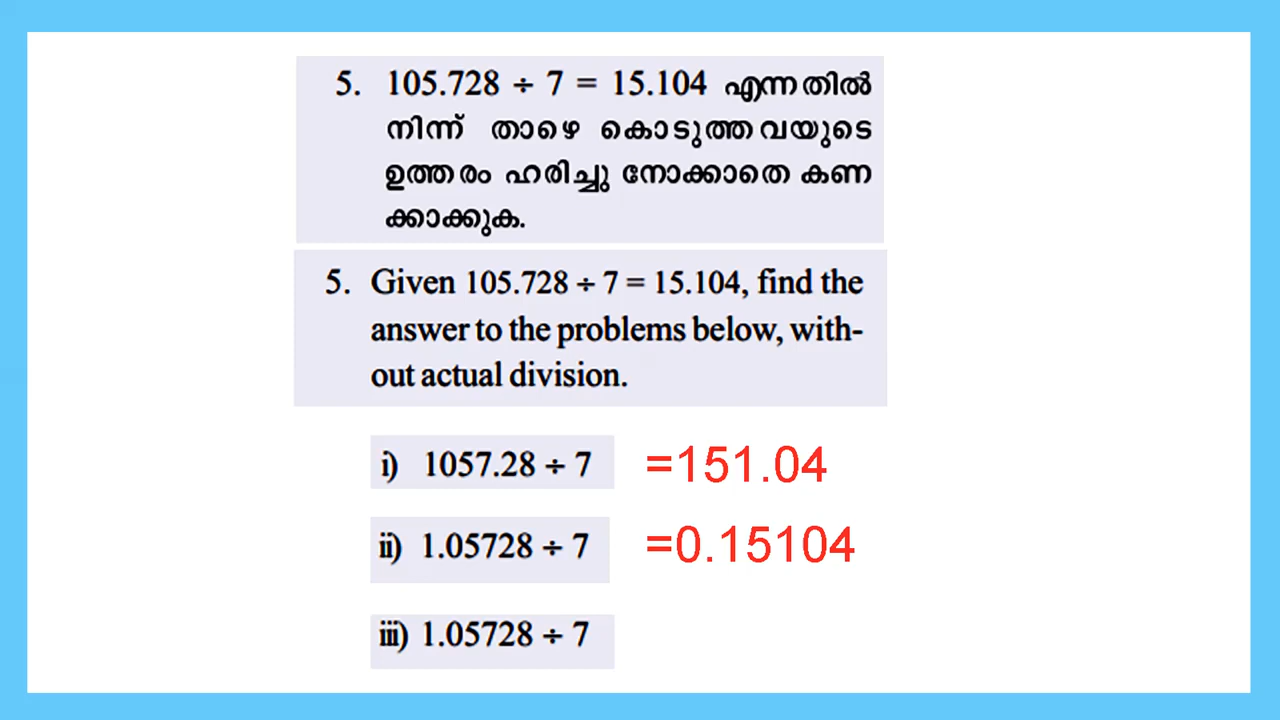 5. 105.728 ÷ 7 = 15.104 എന്നതിൽ
നിന്ന് താഴെ കൊടുത്തവയുടെ
ഉത്തരം ഹരിച്ചു നോക്കാതെ കണ
ക്കാക്കുക.
5. Given 105.728 ÷ 7 = 15.104, find the
answer to the problems below, with-
out actual division.
i) 1057.28 ÷ 7 =151.04
ii) 1.05728 ÷ 7 =0.15104
iii) 1.05728 ÷ 7